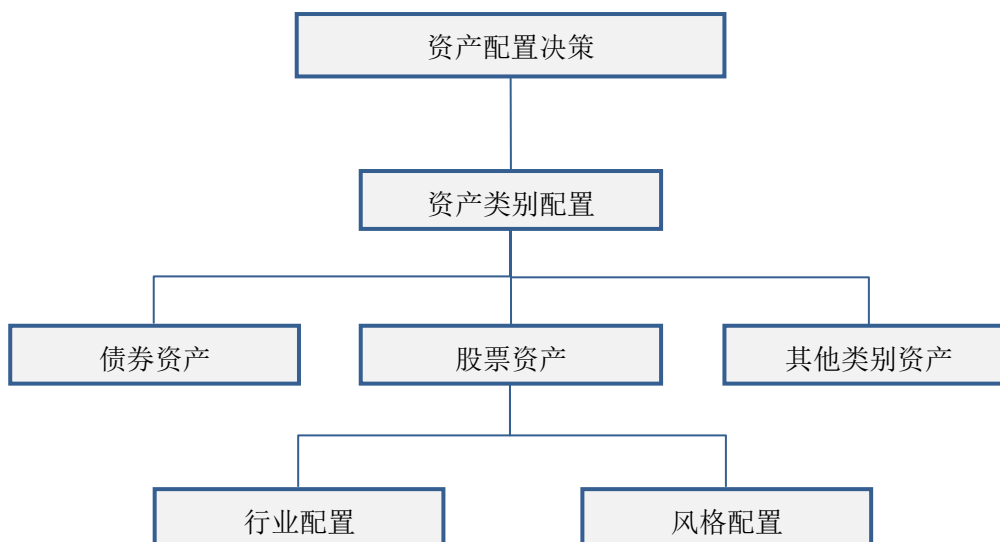 资产配置决策
资产类别配置
债券资产
股票资产
其他类别资产
行业配置
风格配置